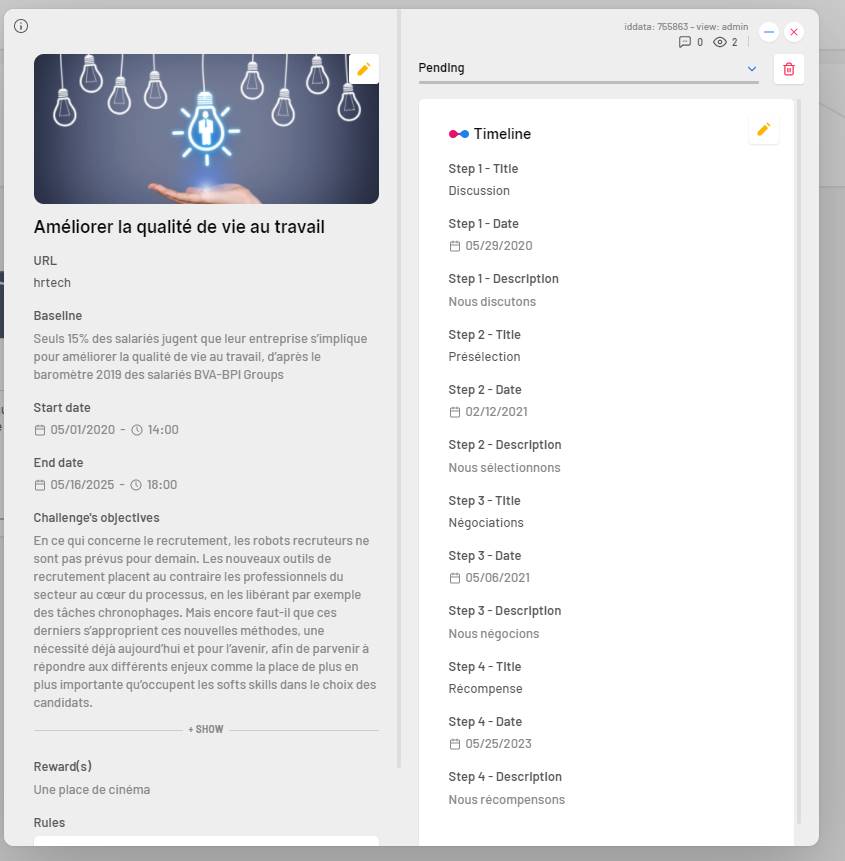 iddata: 755863 - view: admin
0
2
Améliorer la qualité de vie au travail
URL
hrtech
Baseline
Seuls 15% des salariés jugent que leur entreprise s'implique
pour améliorer la qualité de vie au travail, d'après le
baromètre 2019 des salariés BVA-BPI Groups
Start date
05/01/2020 - 14:00
End date
05/16/2025 - 18:00
Challenge's objectives
En ce qui concerne le recrutement, les robots recruteurs ne
sont pas prévus pour demain. Les nouveaux outils de
recrutement placent au contraire les professionnels du
secteur au cœur du processus, en les libérant par exemple
des tâches chronophages. Mais encore faut-il que ces
derniers s'approprient ces nouvelles méthodes, une
nécessité déjà aujourd'hui et pour l'avenir, afin de parvenir à
répondre aux différents enjeux comme la place de plus en
plus importante qu'occupent les softs skills dans le choix des
candidats.
+ SHOW
Reward(s)
Une place de cinéma
Rules
Pending
Timeline
Step 1 - Title
Discussion
Step 1 - Date
05/29/2020
Step 1 - Description
Nous discutons
Step 2 - Title
Présélection
Step 2 - Date
02/12/2021
Step 2 - Description
Nous sélectionnons
Step 3 - Title
Négociations
Step 3 - Date
05/06/2021
Step 3 - Description
Nous négocions
Step 4 - Title
Récompense
Step 4 - Date
05/25/2023
Step 4 - Description
Nous récompensons